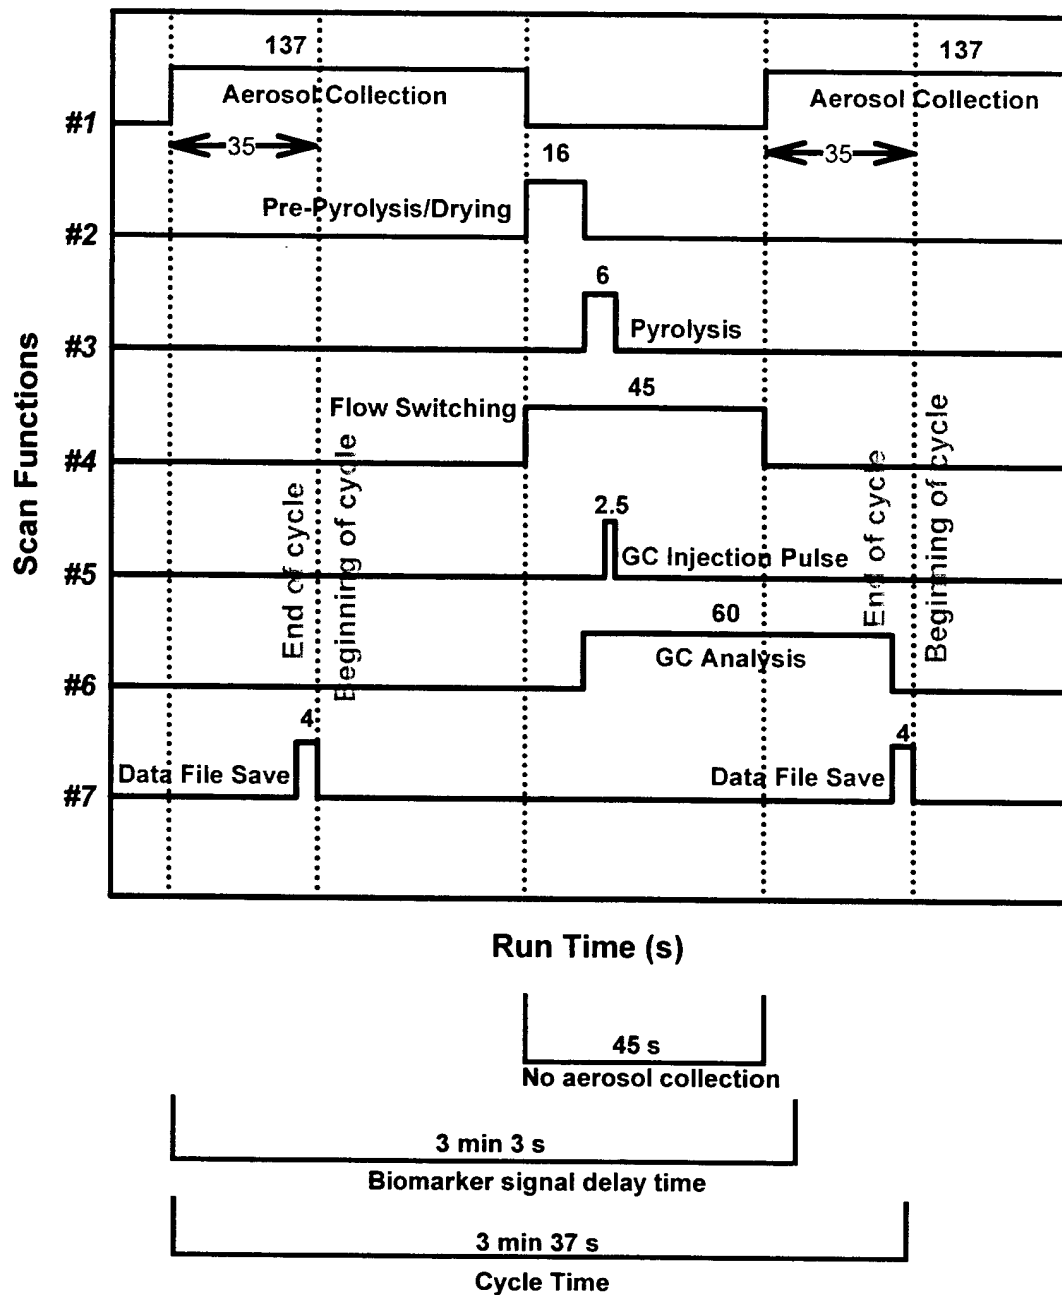 137
137
Aerosol Collection
Aerosol Collection
#1
35
35
16
Pre-Pyrolysis/Drying
#2
6
Pyrolysis
#3
45
Flow Switching
#4
2.5
GC Injection Pulse
#5
60
GC Analysis
#6
End of cycle
Beginning of cycle
End of cycle
Beginning of cycle
4
4
Data File Save
Data File Save
#7
Scan Functions
Run Time (s)
45 s
No aerosol collection
3 min 3 s
Biomarker signal delay time
3 min 37 s
Cycle Time